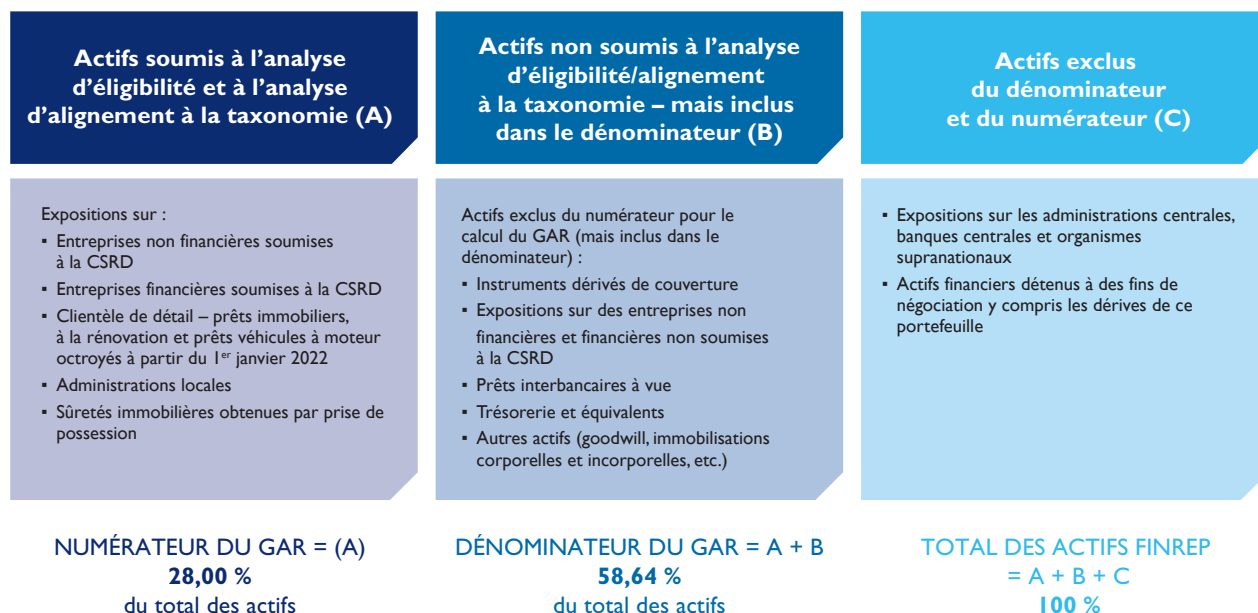 Actifs soumis à l’analyse
d’éligibilité et à l’analyse
d’alignement à la taxonomie (A)
Expositions sur :
▪ Entreprises non financières soumises
à la CSRD
▪ Entreprises financières soumises à la CSRD
▪ Clientèle de détail – prêts immobiliers,
à la rénovation et prêts véhicules à moteur
octroyés à partir du 1er janvier 2022
▪ Administrations locales
▪ Sûretés immobilières obtenues par prise de
possession
NUMÉRATEUR DU GAR = (A)
28,00 %
du total des actifs
Actifs non soumis à l’analyse
d’éligibilité/alignement
à la taxonomie – mais inclus
dans le dénominateur (B)
Actifs exclus du numérateur pour le
calcul du GAR (mais inclus dans le
dénominateur) :
▪ Instruments dérivés de couverture
▪ Expositions sur des entreprises non
financières et financières non soumises
à la CSRD
▪ Prêts interbancaires à vue
▪ Trésorerie et équivalents
▪ Autres actifs (goodwill, immobilisations
corporelles et incorporelles, etc.)
DÉNOMINATEUR DU GAR = A + B
58,64 %
du total des actifs
Actifs exclus
du dénominateur
et du numérateur (C)
▪ Expositions sur les administrations centrales,
banques centrales et organismes
supranationaux
▪ Actifs financiers détenus à des fins de
négociation y compris les dérives de ce
portefeuille
TOTAL DES ACTIFS FINREP
= A + B + C
100 %